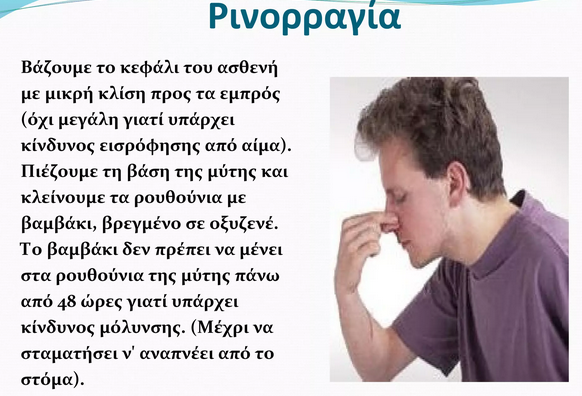 Ρινορραγία
Βάζουμε το κεφάλι του ασθενή
με μικρή κλίση προς τα εμπρός
(όχι μεγάλη γιατί υπάρχει
κίνδυνος εισρόφησης από αίμα).
Πιέζουμε τη βάση της μύτης και
κλείνουμε τα ρουθούνια με
βαμβάκι, βρεγμένο σε οξυζενέ.
Το βαμβάκι δεν πρέπει να μένει
στα ρουθούνια της μύτης πάνω
από 48 ώρες γιατί υπάρχει
κίνδυνος μόλυνσης. (Μέχρι να
σταματήσει ν' αναπνέει από το
στόμα).